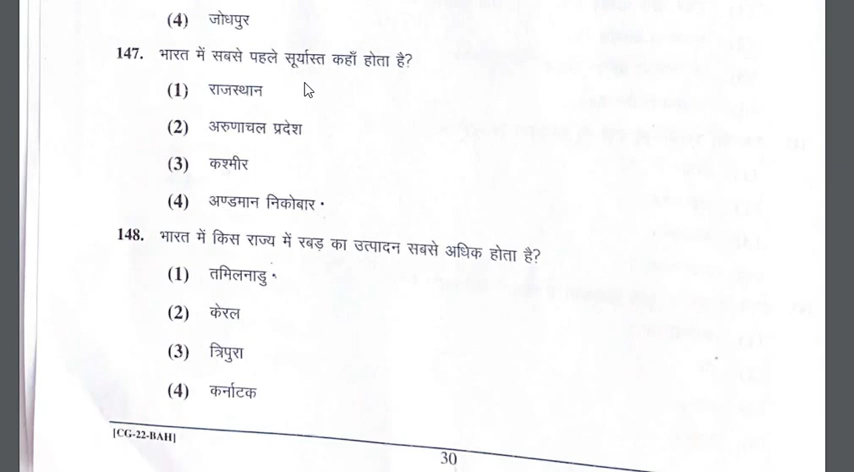 (4) जोधपुर
147. भारत में सबसे पहले सूर्यास्त कहाँ होता है?
(1) राजस्थान
(2) अरुणाचल प्रदेश
(3) कश्मीर
(4) अण्डमान निकोबार
148. भारत में किस राज्य में रबड़ का उत्पादन सबसे अधिक होता है?
(1) तमिलनाडु
(2) केरल
(3) त्रिपुरा
(4) कर्नाटक
[CG-22-BAH]
30